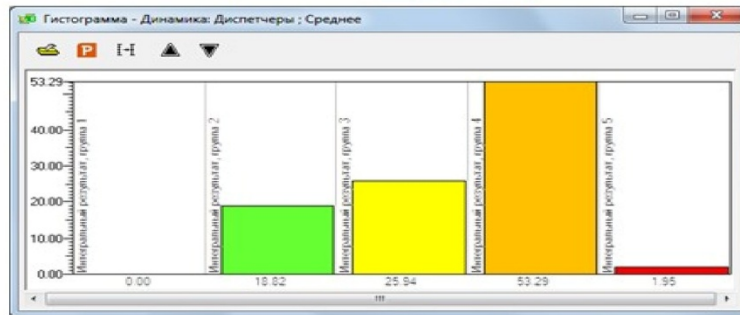 Гистограмма - Динамика: Диспетчеры ; Среднее
P
53.29
40.00
30.00
20.00
10.00
0.00
Интегральный результат, группа 1
Интегральный результат, группа 2
Интегральный результат, группа 3
Интегральный результат, группа 4
Интегральный результат, группа 5
0.00 18.82 25.94 53.29 1.95